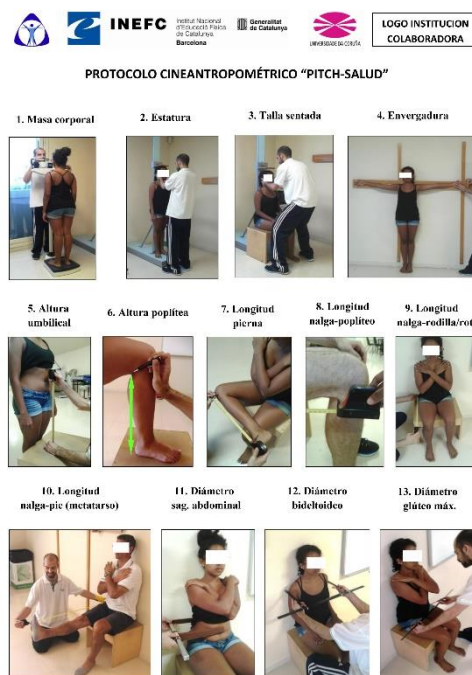 INEFC
Institut Nacional
d'Educació Física
de Catalunya
Barcelona
Generalitat
de Catalunya
UNIVERSIDADE DA CORUÑA
LOGO INSTITUCION
COLABORADORA
PROTOCOLO CINEANTROPOMÉTRICO "PITCH-SALUD"
1. Masa corporal
2. Estatura
3. Talla sentada
4. Envergadura
5. Altura
umbilical
6. Altura poplítea
7. Longitud
pierna
8. Longitud
nalga-poplíteo
9. Longitud
nalga-rodilla/rot
10. Longitud
nalga-pie (metatarso)
11. Diámetro
sag. abdominal
12. Diámetro
bideltoideo
13. Diámetro
glúteo máx.